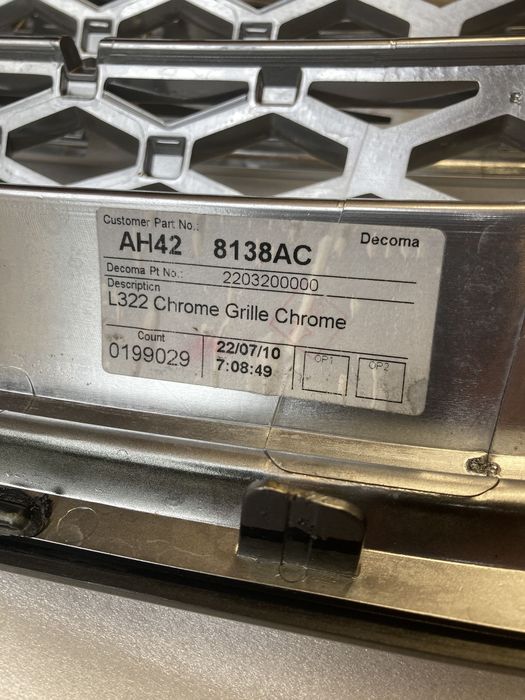 Customer Part No.:
AH42 8138AC Decoma
Decoma Pt No.: 2203200000
Description
L322 Chrome Grille Chrome
Count
0199029
22/07/10
7:08:49
OP1
OP2